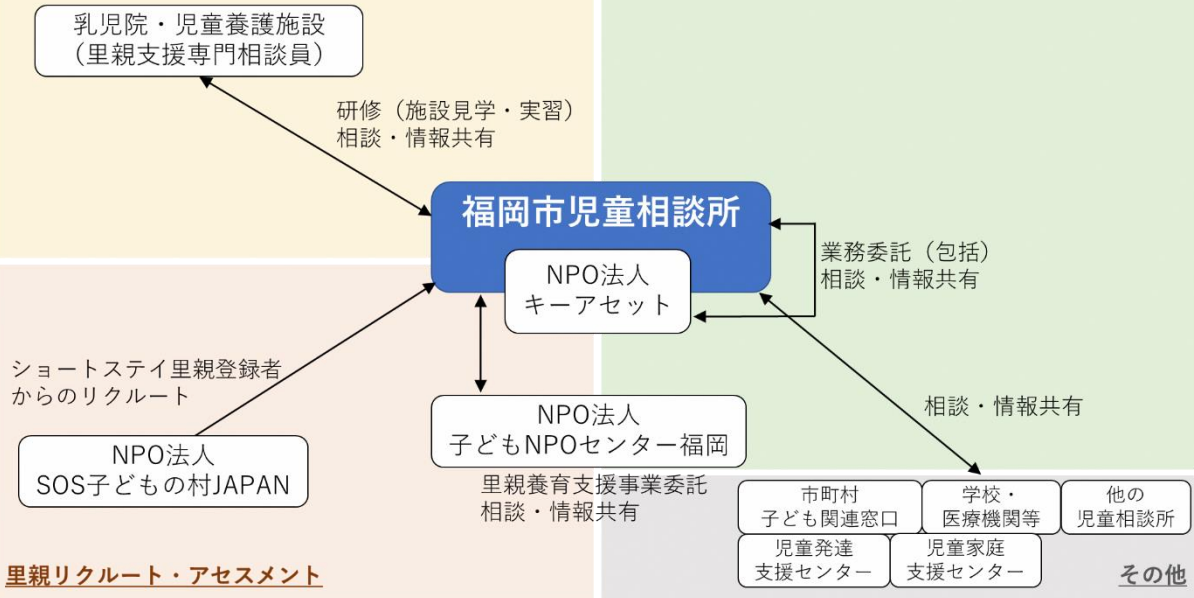 乳児院・児童養護施設
（里親支援専門相談員）
研修（施設見学・実習）
相談・情報共有
福岡市児童相談所
NPO法人
キーアセット
業務委託（包括）
相談・情報共有
ショートステイ里親登録者
からのリクルート
NPO法人
SOS子どもの村JAPAN
NPO法人
子どもNPOセンター福岡
里親養育支援事業委託
相談・情報共有
相談・情報共有
市町村
子ども関連窓口
学校・
医療機関等
他の
児童相談所
児童発達
支援センター
児童家庭
支援センター
里親リクルート・アセスメント
その他